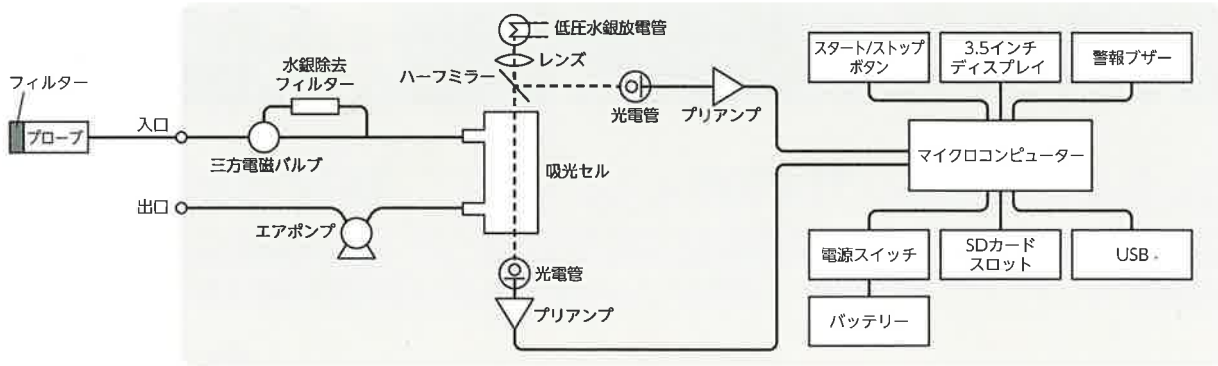 低圧水銀放電管
レンズ
ハーフミラー
水銀除去
フィルター
フィルター
プローブ
入口
三方電磁バルブ
出口
エアポンプ
吸光セル
光電管
プリアンプ
光電管
プリアンプ
スタート/ストップ
ボタン
3.5インチ
ディスプレイ
警報ブザー
マイクロコンピューター
電源スイッチ
SDカード
スロット
USB
バッテリー